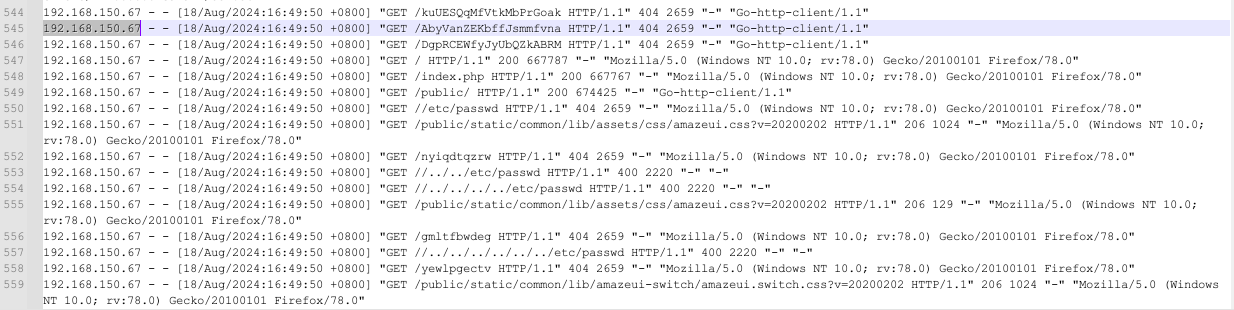 544 192.168.150.67 - - [18/Aug/2024:16:49:50 +0800] "GET /kuUESQqMfVtkMbPrGoak HTTP/1.1" 404 2659 "-" "Go-http-client/1.1"
545 192.168.150.67 - - [18/Aug/2024:16:49:50 +0800] "GET /AbyVanZEKbffJsmmfvna HTTP/1.1" 404 2659 "-" "Go-http-client/1.1"
546 192.168.150.67 - - [18/Aug/2024:16:49:50 +0800] "GET /DgpRCEWfyJyUbQZkABRM HTTP/1.1" 404 2659 "-" "Go-http-client/1.1"
547 192.168.150.67 - - [18/Aug/2024:16:49:50 +0800] "GET / HTTP/1.1" 200 667787 "-" "Mozilla/5.0 (Windows NT 10.0; rv:78.0) Gecko/20100101 Firefox/78.0"
548 192.168.150.67 - - [18/Aug/2024:16:49:50 +0800] "GET /index.php HTTP/1.1" 200 667767 "-" "Mozilla/5.0 (Windows NT 10.0; rv:78.0) Gecko/20100101 Firefox/78.0"
549 192.168.150.67 - - [18/Aug/2024:16:49:50 +0800] "GET /public/ HTTP/1.1" 200 674425 "-" "Go-http-client/1.1"
550 192.168.150.67 - - [18/Aug/2024:16:49:50 +0800] "GET //etc/passwd HTTP/1.1" 404 2659 "-" "Mozilla/5.0 (Windows NT 10.0; rv:78.0) Gecko/20100101 Firefox/78.0"
551 192.168.150.67 - - [18/Aug/2024:16:49:50 +0800] "GET /public/static/common/lib/assets/css/amazeui.css?v=20200202 HTTP/1.1" 206 1024 "-" "Mozilla/5.0 (Windows NT 10.0;
rv:78.0) Gecko/20100101 Firefox/78.0"
552 192.168.150.67 - - [18/Aug/2024:16:49:50 +0800] "GET /nyiqdtqzrw HTTP/1.1" 404 2659 "-" "Mozilla/5.0 (Windows NT 10.0; rv:78.0) Gecko/20100101 Firefox/78.0"
553 192.168.150.67 - - [18/Aug/2024:16:49:50 +0800] "GET //../../etc/passwd HTTP/1.1" 400 2220 "-" "-"
554 192.168.150.67 - - [18/Aug/2024:16:49:50 +0800] "GET //../../../../etc/passwd HTTP/1.1" 400 2220 "-" "-"
555 192.168.150.67 - - [18/Aug/2024:16:49:50 +0800] "GET /public/static/common/lib/assets/css/amazeui.css?v=20200202 HTTP/1.1" 206 129 "-" "Mozilla/5.0 (Windows NT 10.0;
rv:78.0) Gecko/20100101 Firefox/78.0"
556 192.168.150.67 - - [18/Aug/2024:16:49:50 +0800] "GET /gmltfbwdeg HTTP/1.1" 404 2659 "-" "Mozilla/5.0 (Windows NT 10.0; rv:78.0) Gecko/20100101 Firefox/78.0"
557 192.168.150.67 - - [18/Aug/2024:16:49:50 +0800] "GET //../../../../../etc/passwd HTTP/1.1" 400 2220 "-" "-"
558 192.168.150.67 - - [18/Aug/2024:16:49:50 +0800] "GET /yewlpgectv HTTP/1.1" 404 2659 "-" "Mozilla/5.0 (Windows NT 10.0; rv:78.0) Gecko/20100101 Firefox/78.0"
559 192.168.150.67 - - [18/Aug/2024:16:49:50 +0800] "GET /public/static/common/lib/amazeui-switch/amazeui.switch.css?v=20200202 HTTP/1.1" 206 1024 "-" "Mozilla/5.0 (Windows
NT 10.0; rv:78.0) Gecko/20100101 Firefox/78.0"